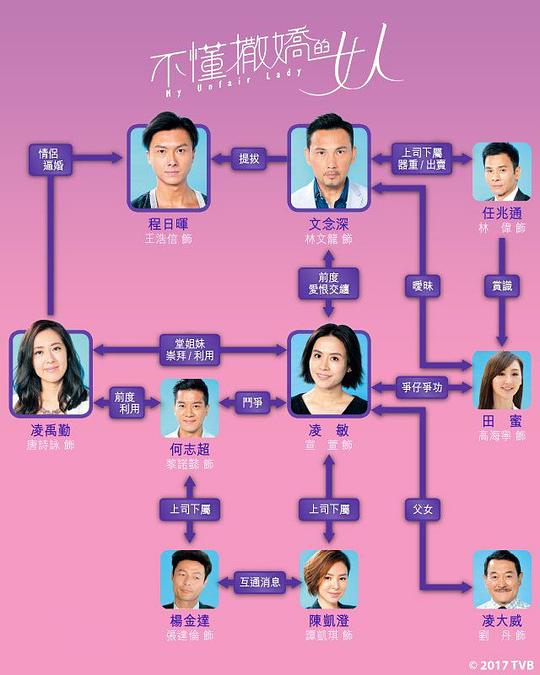 不懂撒嬌的女人
My Unfair Lady
情侶
逼婚
提拔
上司下屬
器重/出賣
程日暉
王浩信 飾
文念深
林文龍 飾
任兆通
林　偉 飾
前度
愛恨交纏
曖昧
賞識
堂姐妹
崇拜/利用
前度
利用
鬥爭
爭仔爭功
凌禹勤
唐詩詠 飾
何志超
黎諾懿 飾
凌　敏
宣　萱 飾
田　蜜
高海寧 飾
上司下屬
上司下屬
父女
互通消息
楊金達
張達倫 飾
陳凱澄
譚凱琪 飾
凌大威
劉　丹 飾
© 2017 TVB